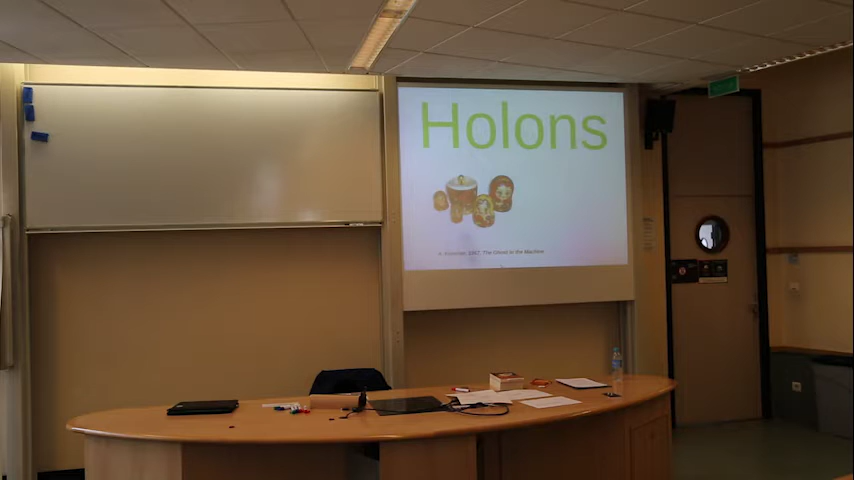 Holons
A. Koestler, 1967, The Ghost in the Machine